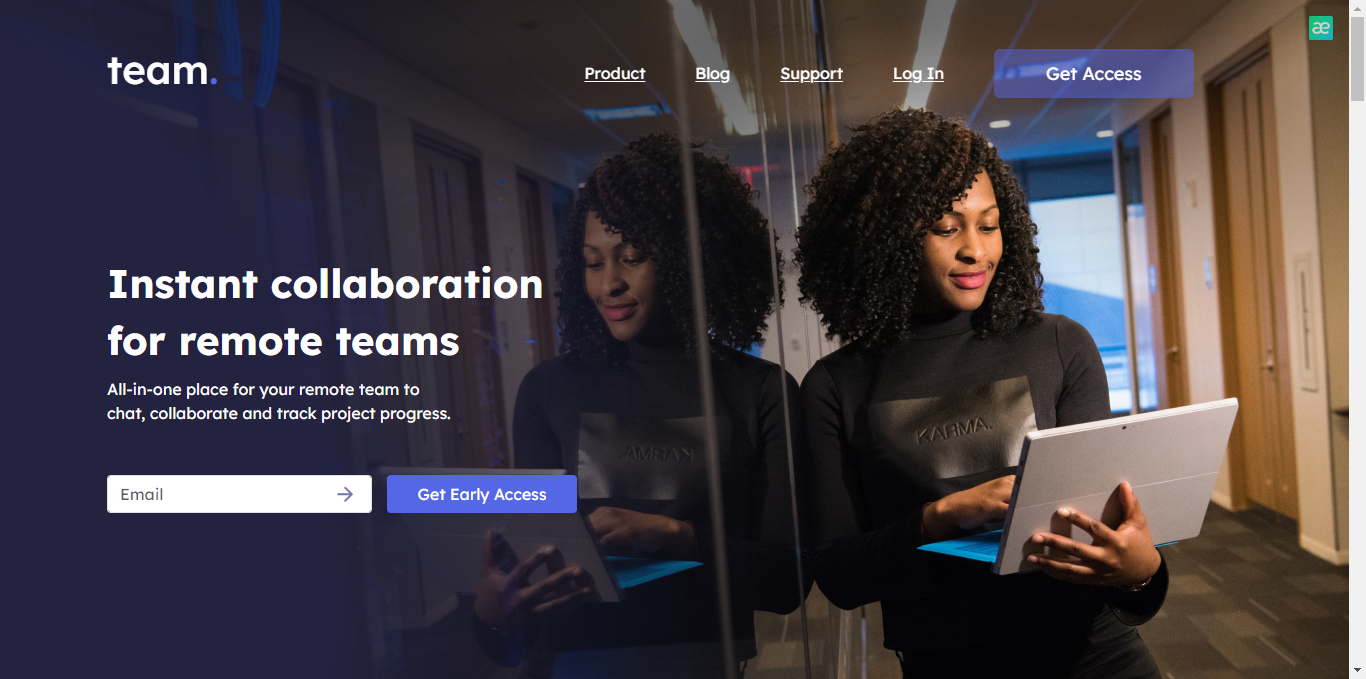 team.
Product Blog Support Log In Get Access
Instant collaboration
for remote teams
All-in-one place for your remote team to
chat, collaborate and track project progress.
Email Get Early Access
KARMA.
KARMA.
æ